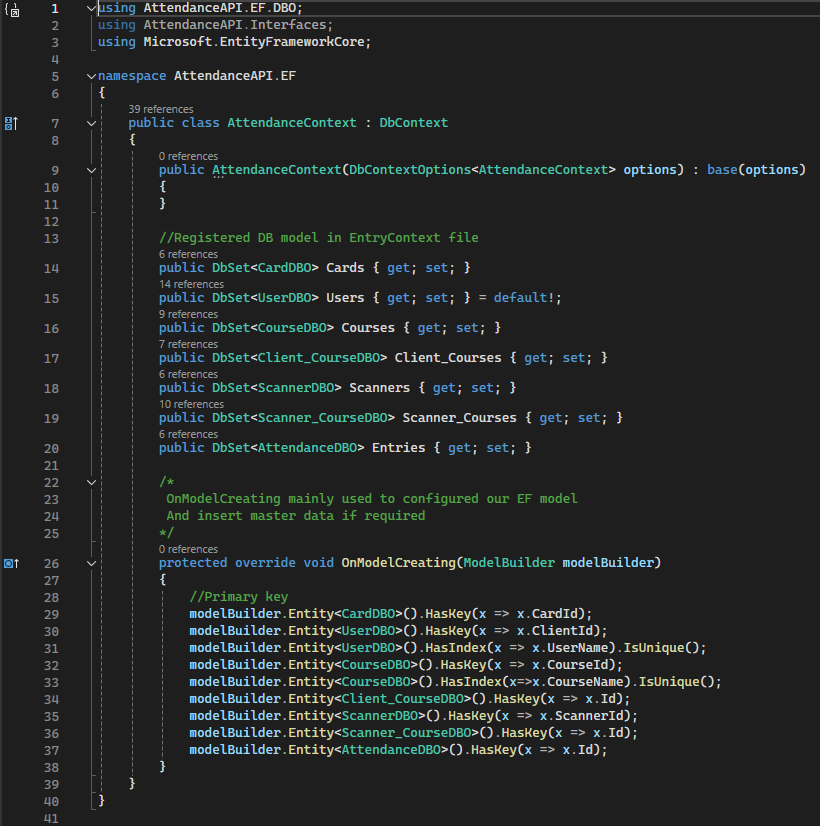 1 using AttendanceAPI.EF.DBO;
2 using AttendanceAPI.Interfaces;
3 using Microsoft.EntityFrameworkCore;
4
5 namespace AttendanceAPI.EF
6 {
39 references
7 public class AttendanceContext : DbContext
8 {
0 references
9 public AttendanceContext(DbContextOptions<AttendanceContext> options) : base(options)
10 {
11 }
12
13 //Registered DB model in EntryContext file
6 references
14 public DbSet<CardDBO> Cards { get; set; }
14 references
15 public DbSet<UserDBO> Users { get; set; } = default!;
9 references
16 public DbSet<CourseDBO> Courses { get; set; }
7 references
17 public DbSet<Client_CourseDBO> Client_Courses { get; set; }
6 references
18 public DbSet<ScannerDBO> Scanners { get; set; }
10 references
19 public DbSet<Scanner_CourseDBO> Scanner_Courses { get; set; }
6 references
20 public DbSet<AttendanceDBO> Entries { get; set; }
21
22 /*
23 OnModelCreating mainly used to configured our EF model
24 And insert master data if required
25 */
0 references
26 protected override void OnModelCreating(ModelBuilder modelBuilder)
27 {
28 //Primary key
29 modelBuilder.Entity<CardDBO>().HasKey(x => x.CardId);
30 modelBuilder.Entity<UserDBO>().HasKey(x => x.ClientId);
31 modelBuilder.Entity<UserDBO>().HasIndex(x => x.UserName).IsUnique();
32 modelBuilder.Entity<CourseDBO>().HasKey(x => x.CourseId);
33 modelBuilder.Entity<CourseDBO>().HasIndex(x=>x.CourseName).IsUnique();
34 modelBuilder.Entity<Client_CourseDBO>().HasKey(x => x.Id);
35 modelBuilder.Entity<ScannerDBO>().HasKey(x => x.ScannerId);
36 modelBuilder.Entity<Scanner_CourseDBO>().HasKey(x => x.Id);
37 modelBuilder.Entity<AttendanceDBO>().HasKey(x => x.Id);
38 }
39 }
40 }
41